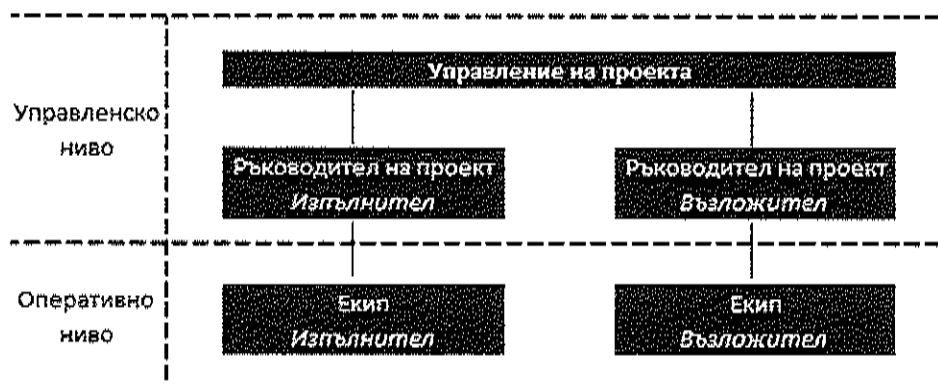 Управление на проекта
Управленско
ниво
Ръководител на проект
Изпълнител
Ръководител на проект
Възложител
Оперативно
ниво
Екип
Изпълнител
Екип
Възложител